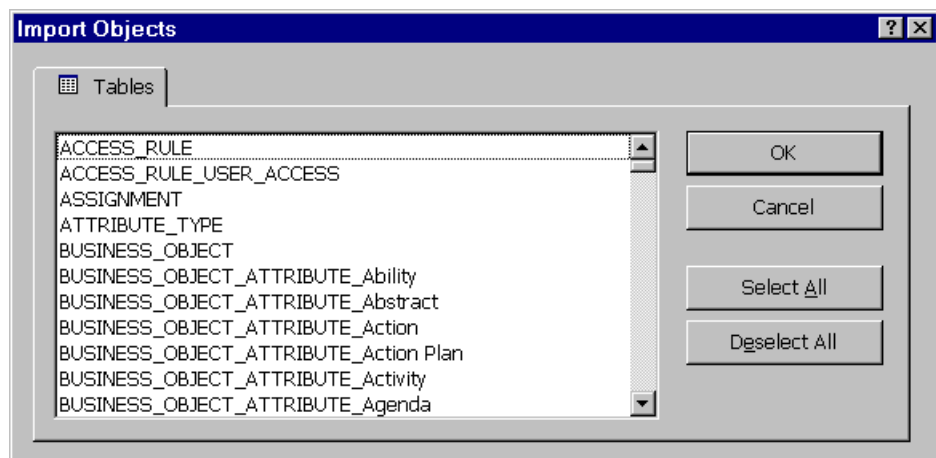 Import Objects
Tables
ACCESS_RULE
ACCESS_RULE_USER_ACCESS
ASSIGNMENT
ATTRIBUTE_TYPE
BUSINESS_OBJECT
BUSINESS_OBJECT_ATTRIBUTE_Ability
BUSINESS_OBJECT_ATTRIBUTE_Abstract
BUSINESS_OBJECT_ATTRIBUTE_Action
BUSINESS_OBJECT_ATTRIBUTE_Action Plan
BUSINESS_OBJECT_ATTRIBUTE_Activity
BUSINESS_OBJECT_ATTRIBUTE_Agenda
OK
Cancel
Select All
Deselect All